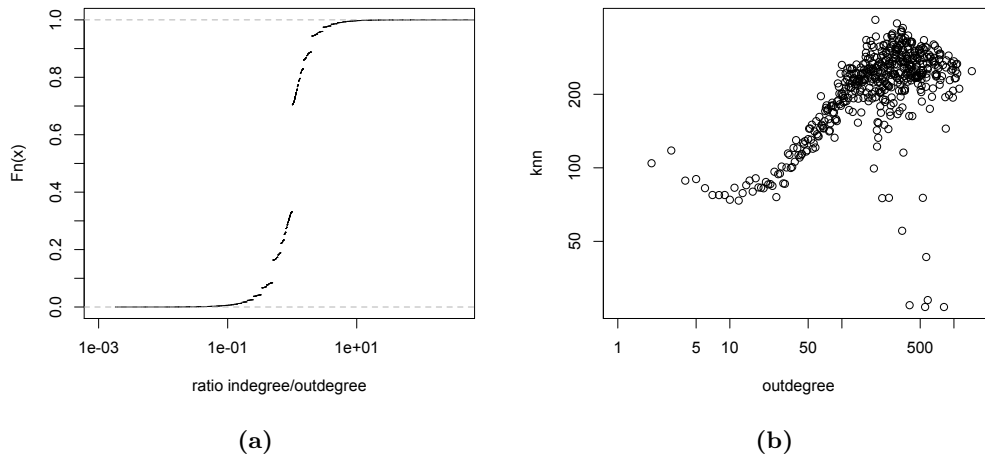 Fn(x)
1.0
0.8
0.6
0.4
0.2
0.0
1e-03 1e-01 1e+01
ratio indegree/outdegree
(a)
knn
200
100
50
1 5 10 50 500
outdegree
(b)